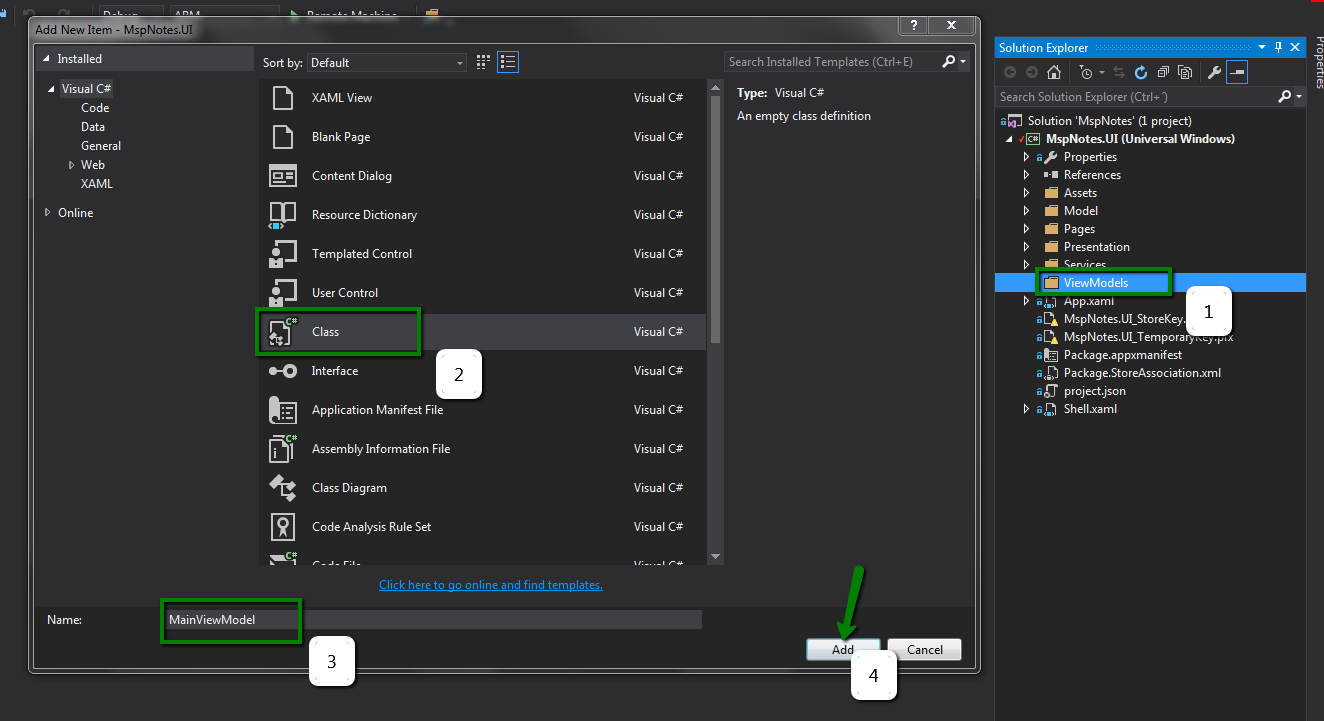 Debug
ARM
Remote Machine
Add New Item - MspNotes.UI
?
Installed
Visual C#
Code
Data
General
Web
XAML
Online
Sort by: Default
Search Installed Templates (Ctrl+E)
XAML View Visual C#
Blank Page Visual C#
Content Dialog Visual C#
Resource Dictionary Visual C#
Templated Control Visual C#
User Control Visual C#
Class Visual C#
2
Interface Visual C#
Application Manifest File Visual C#
Assembly Information File Visual C#
Class Diagram Visual C#
Code Analysis Rule Set Visual C#
Code File Visual C#
Click here to go online and find templates.
Type: Visual C#
An empty class definition
Name: MainViewModel
3
Add
Cancel
4
Solution Explorer
Search Solution Explorer (Ctrl+¨)
Solution 'MspNotes' (1 project)
C# MspNotes.UI (Universal Windows)
Properties
References
Assets
Model
Pages
Presentation
Services
ViewModels
1
App.xaml
MspNotes.UI_StoreKey.
MspNotes.UI_TemporaryKey.pfx
Package.appxmanifest
Package.StoreAssociation.xml
project.json
Shell.xaml
Properties